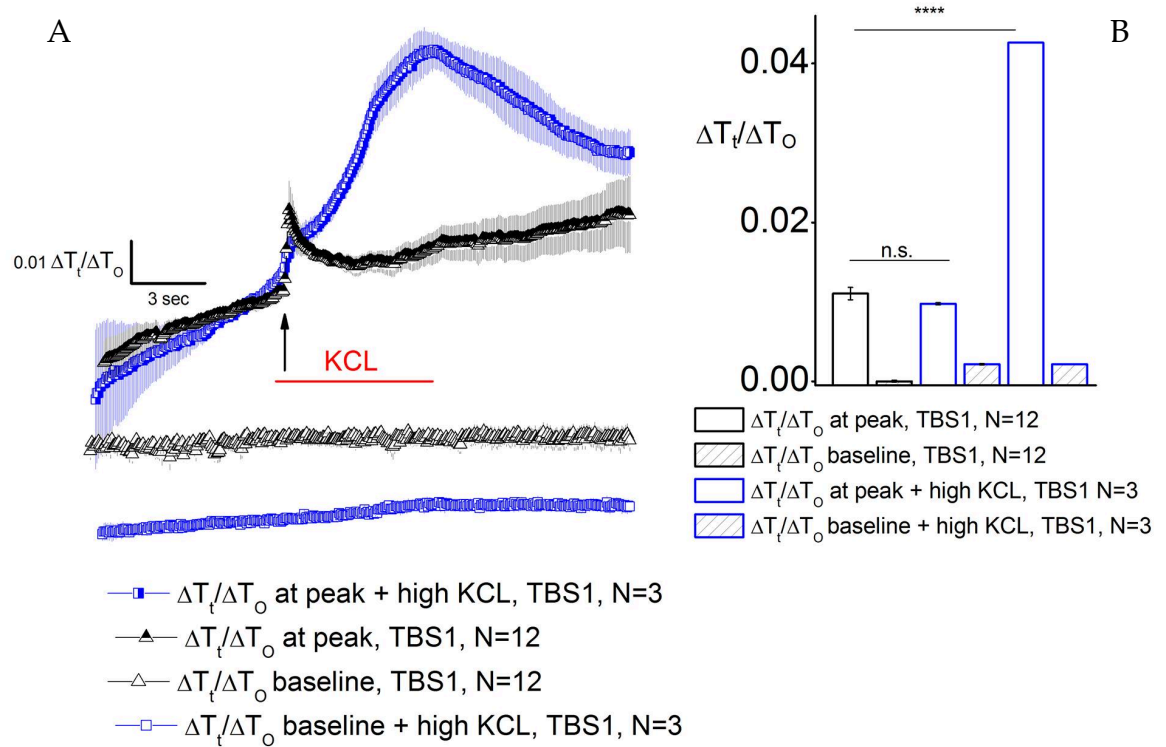 A
0.01 ΔTt/ΔTO
3 sec
KCL
ΔTt/ΔTO at peak + high KCL, TBS1, N=3
ΔTt/ΔTO at peak, TBS1, N=12
ΔTt/ΔTO baseline, TBS1, N=12
ΔTt/ΔTO baseline + high KCL, TBS1, N=3
B
****
0.04
ΔTt/ΔTO
0.02
n.s.
0.00
ΔTt/ΔTO at peak, TBS1, N=12
ΔTt/ΔTO baseline, TBS1, N=12
ΔTt/ΔTO at peak + high KCL, TBS1 N=3
ΔTt/ΔTO baseline + high KCL, TBS1, N=3